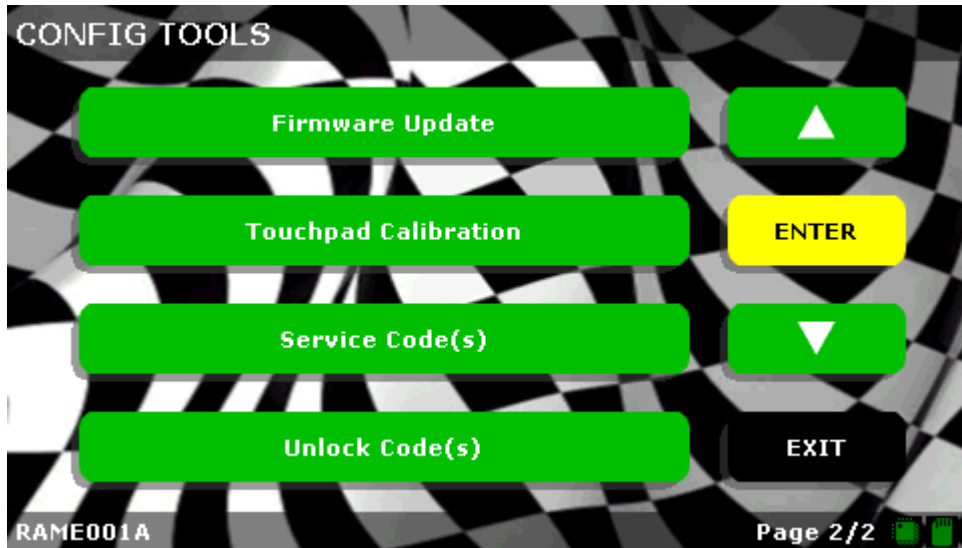 CONFIG TOOLS
Firmware Update
Touchpad Calibration
ENTER
Service Code(s)
Unlock Code(s)
EXIT
RAME001A
Page 2/2